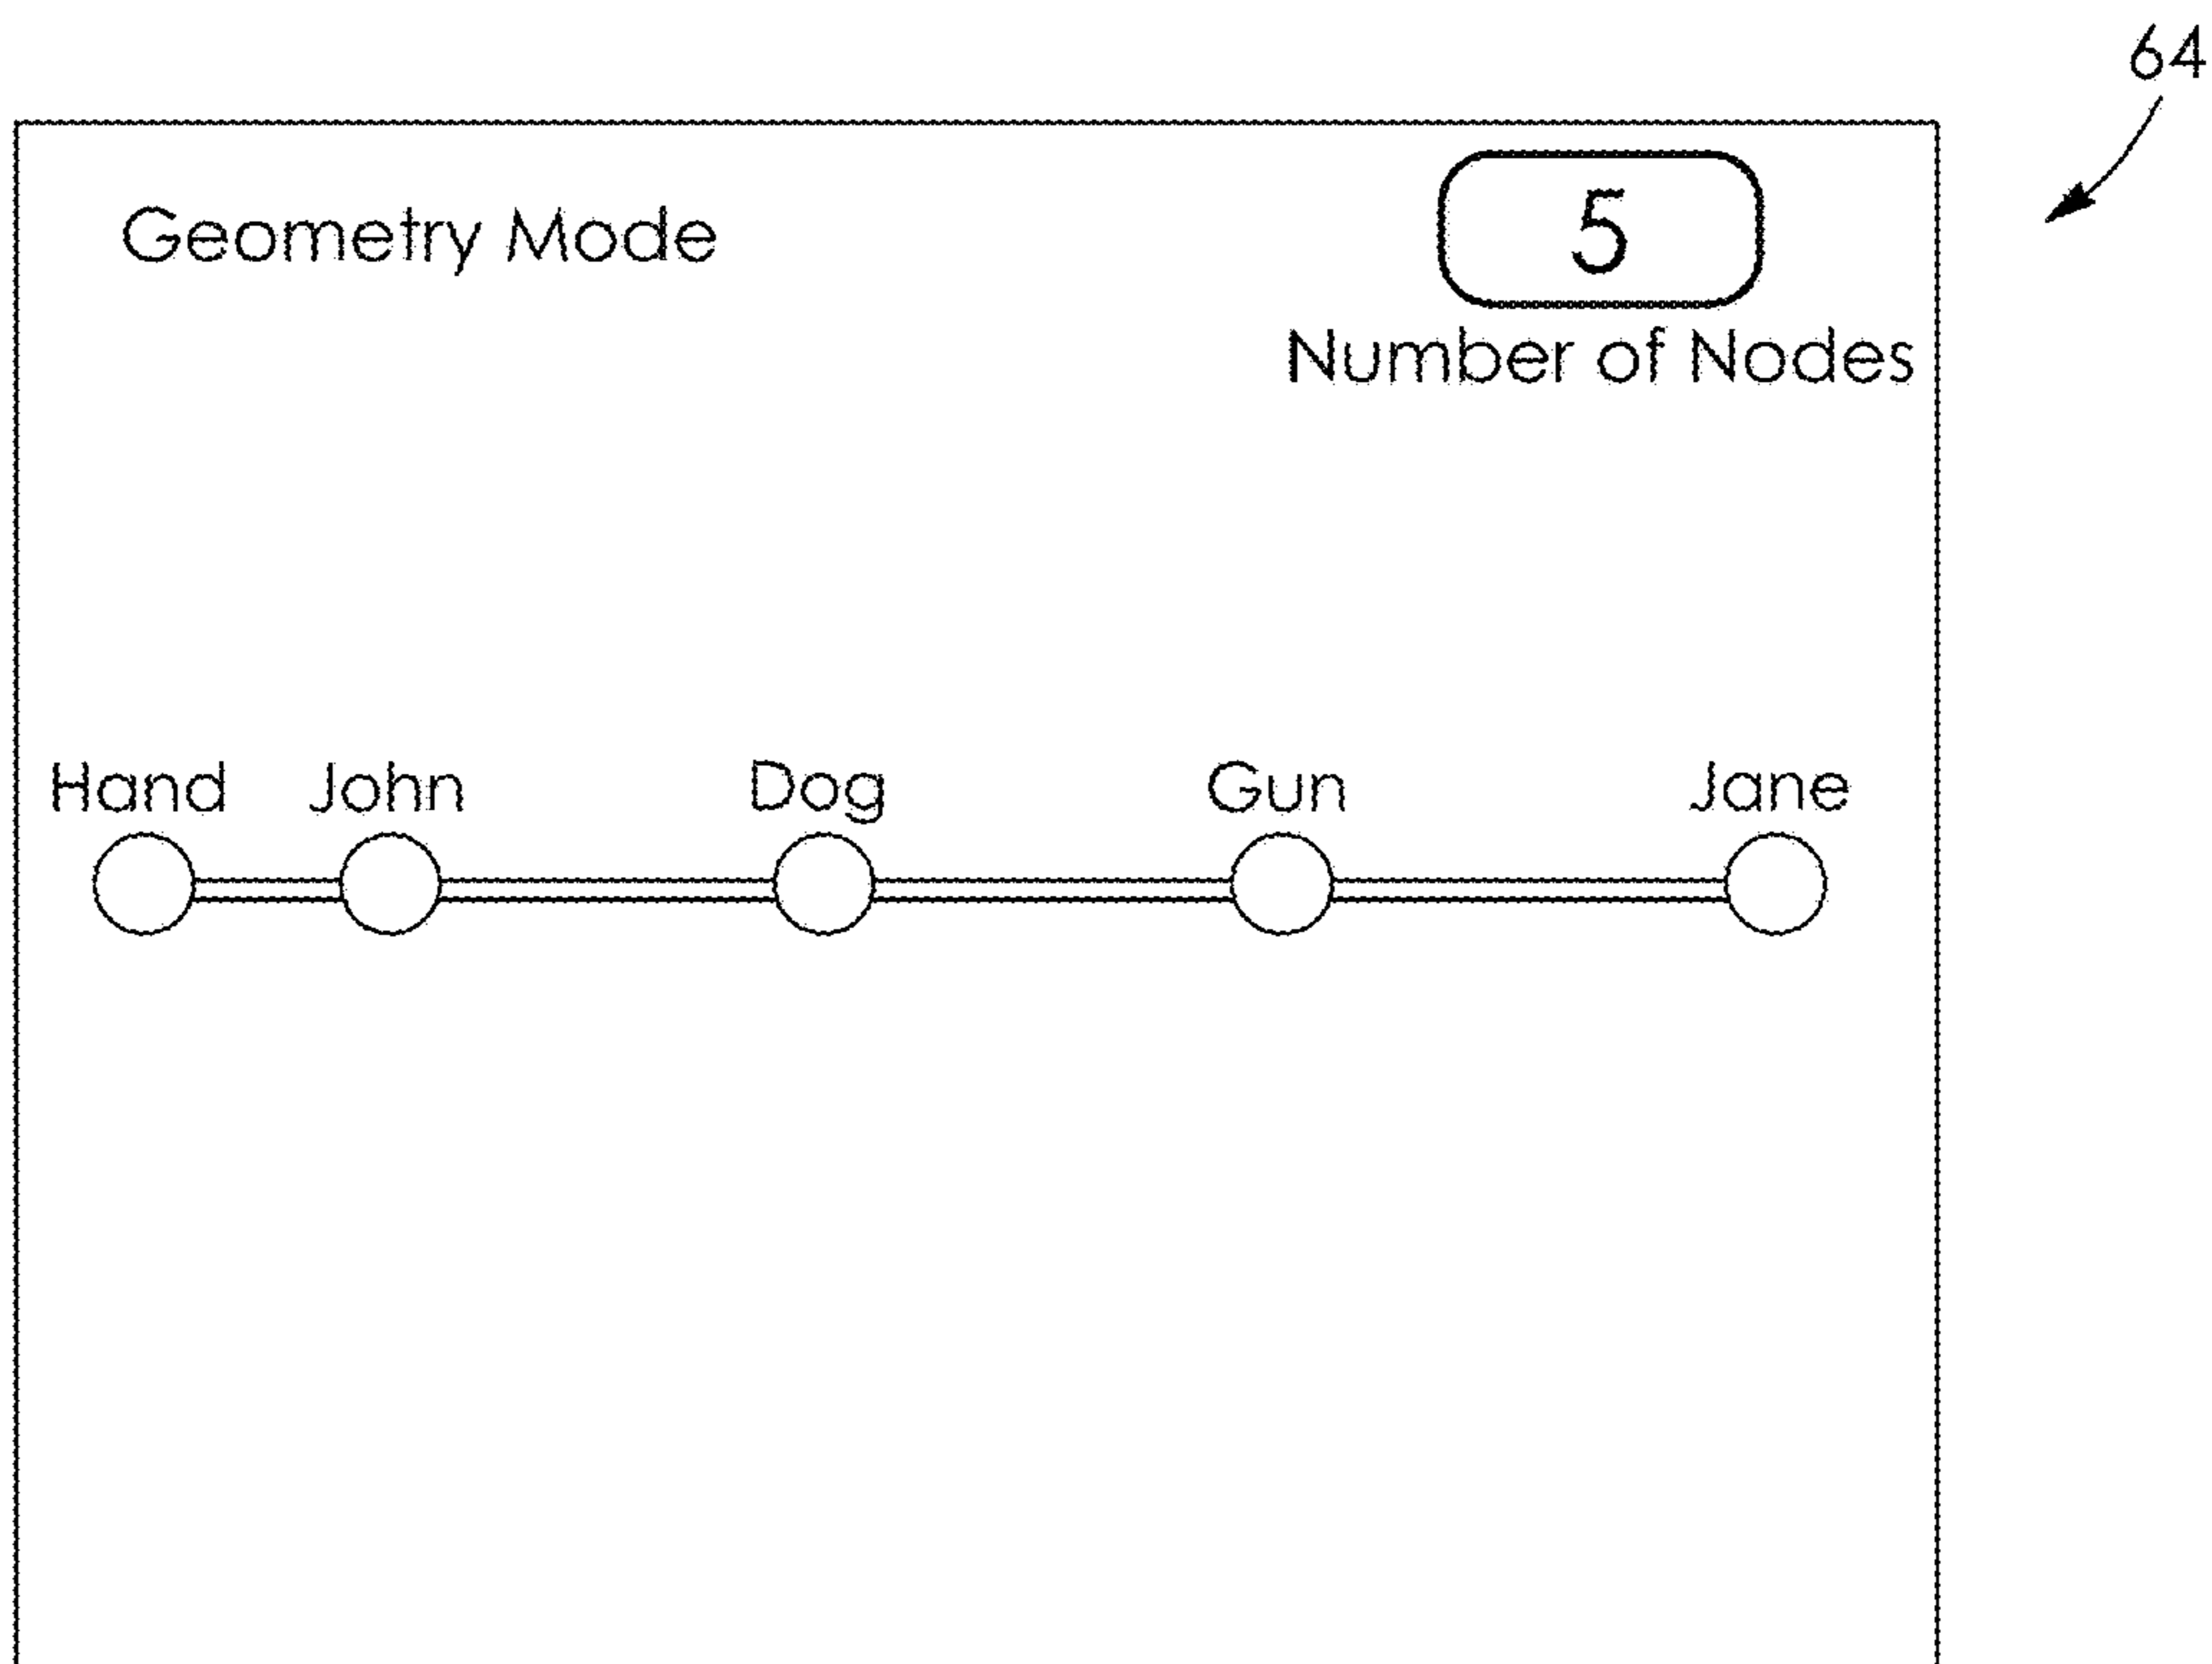 64
Geometry Mode
5
Number of Nodes
Hand John Dog Gun Jane